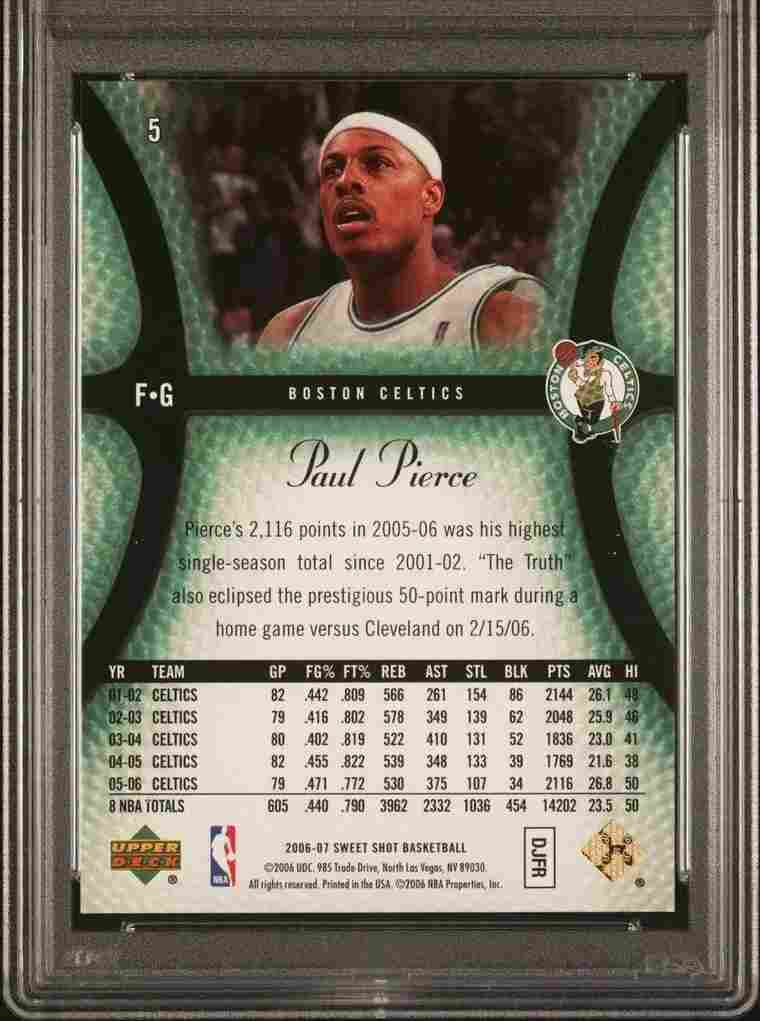 5
F•G
BOSTON CELTICS
BOSTON CELTICS
Paul Pierce
Pierce's 2,116 points in 2005-06 was his highest
single-season total since 2001-02. "The Truth"
also eclipsed the prestigious 50-point mark during a
home game versus Cleveland on 2/15/06.
YR TEAM GP FG% FT% REB AST STL BLK PTS AVG HI
01-02 CELTICS 82 .442 .809 566 261 154 86 2144 26.1 48
02-03 CELTICS 79 .416 .802 578 349 139 62 2048 25.9 46
03-04 CELTICS 80 .402 .819 522 410 131 52 1836 23.0 41
04-05 CELTICS 82 .455 .822 539 348 133 39 1769 21.6 38
05-06 CELTICS 79 .471 .772 530 375 107 34 2116 26.8 50
8 NBA TOTALS 605 .440 .790 3962 2332 1036 454 14202 23.5 50
UPPER
DECK
®
NBA
2006-07 SWEET SHOT BASKETBALL
©2006 UDC. 985 Trade Drive, North Las Vegas, NV 89030.
All rights reserved. Printed in the USA. ©2006 NBA Properties, Inc.
DJFR
®